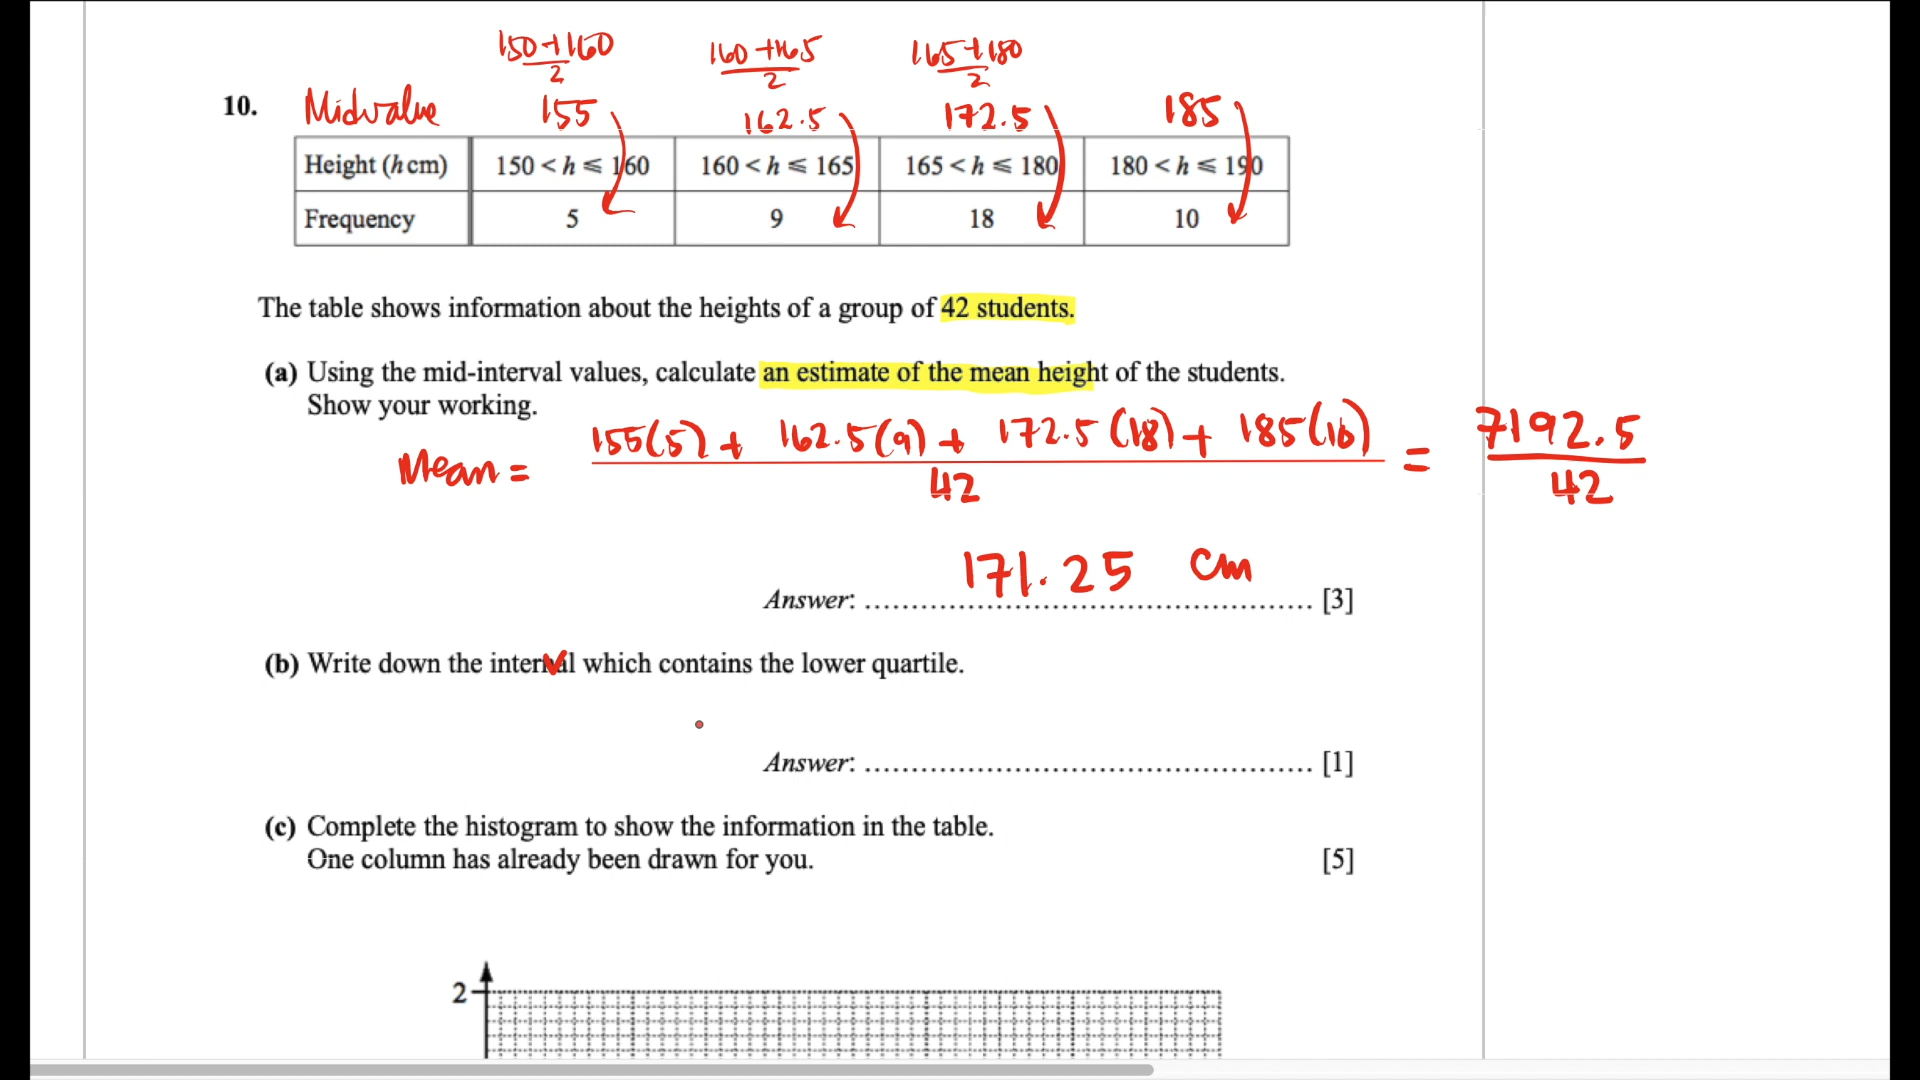 150+160 160+165 165+180
2 2 2
10. Midvalue 155 162.5 172.5 185
Height (h cm) 150 < h ⩽ 160 160 < h ⩽ 165 165 < h ⩽ 180 180 < h ⩽ 190
Frequency 5 9 18 10
The table shows information about the heights of a group of 42 students.
(a) Using the mid-interval values, calculate an estimate of the mean height of the students.
Show your working.
Mean = 155(5) + 162.5(9) + 172.5(18) + 185(10) = 7192.5
42 42
171.25 cm
Answer: ................................................ [3]
(b) Write down the interval which contains the lower quartile.
Answer: ................................................ [1]
(c) Complete the histogram to show the information in the table.
One column has already been drawn for you. [5]
2